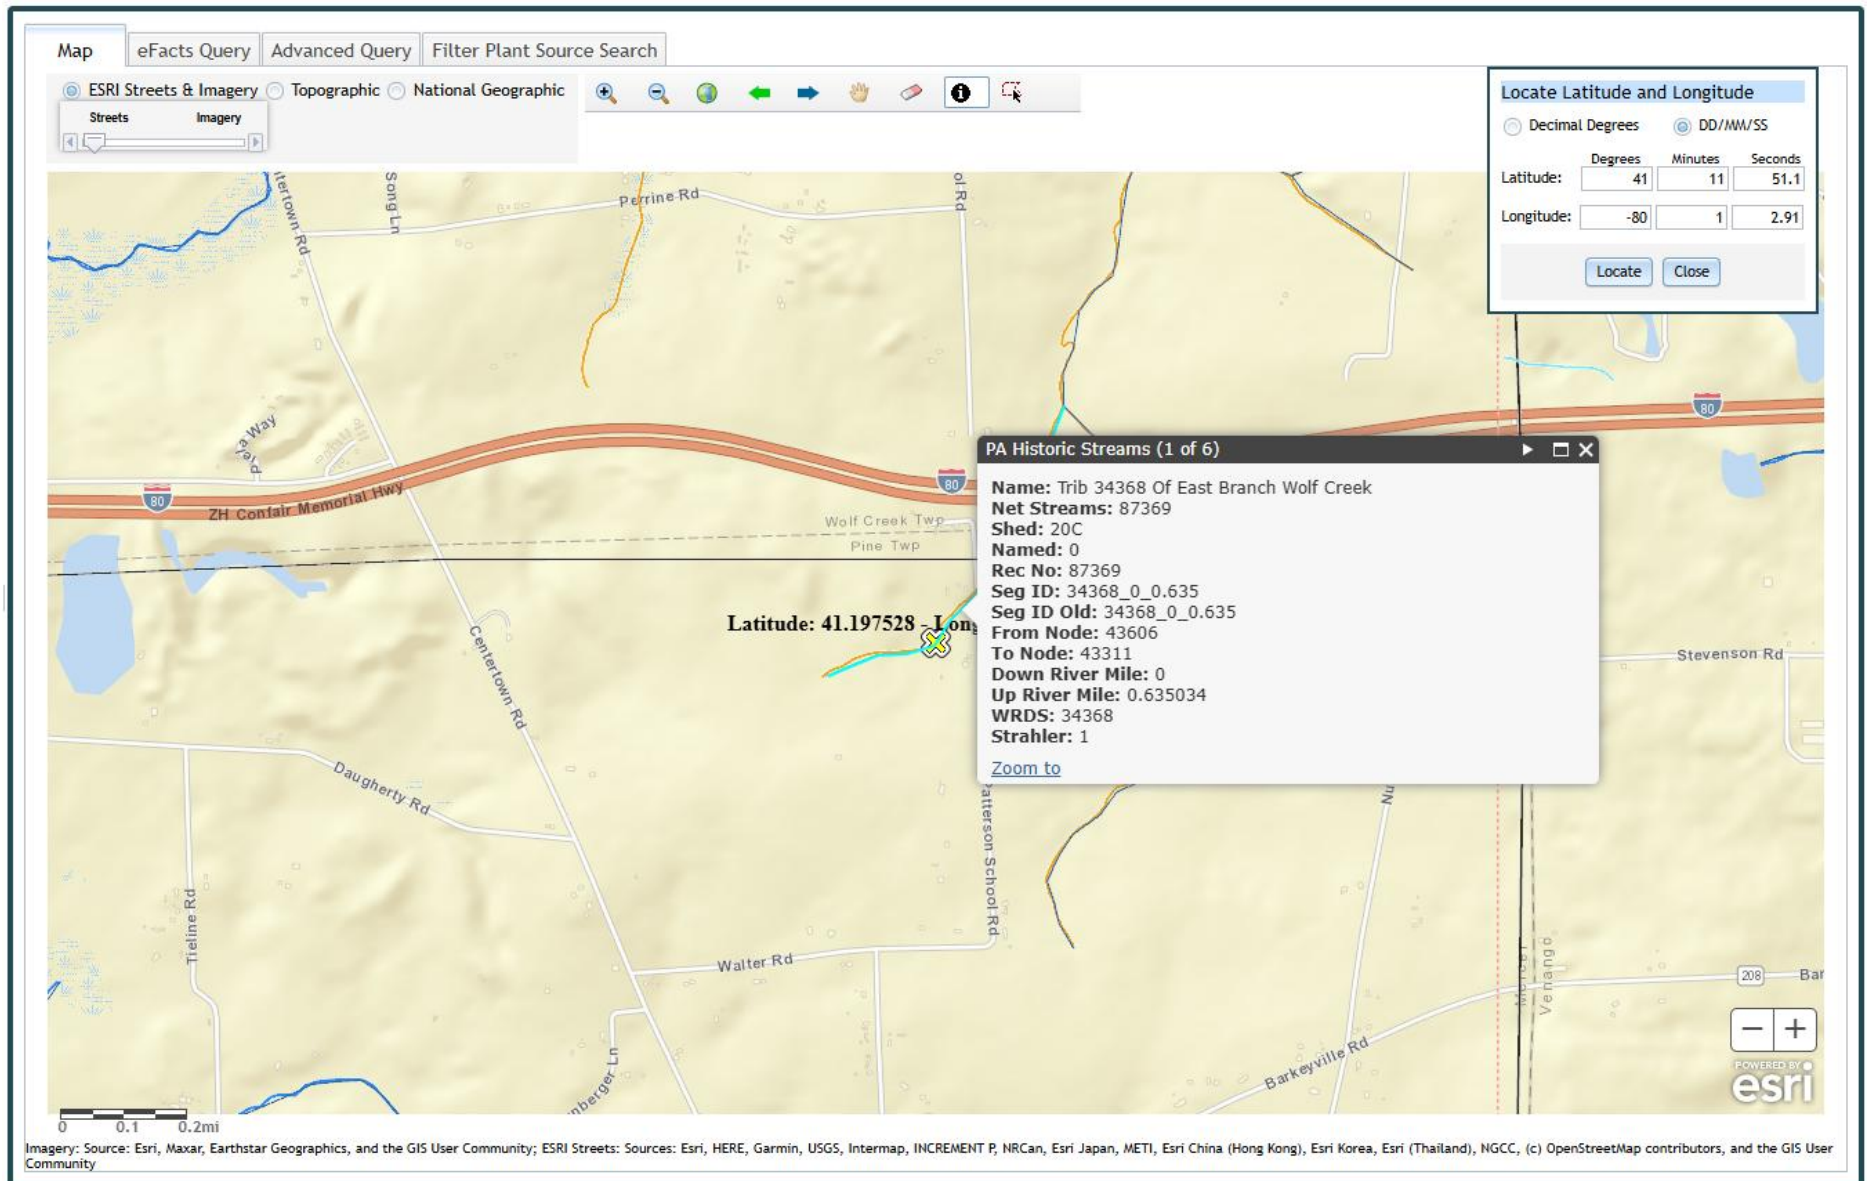 Map eFacts Query Advanced Query Filter Plant Source Search
ESRI Streets & Imagery Topographic National Geographic
Streets Imagery
Locate Latitude and Longitude
Decimal Degrees DD/MM/SS
Degrees Minutes Seconds
Latitude: 41 11 51.1
Longitude: -80 1 2.91
Locate Close
Song Ln
Perrine Rd
ol Rd
80
80
80
ZH Confair Memorial Hwy
Wolf Creek Twp
Pine Twp
Latitude: 41.197528 - Long
Centertown Rd
PA Historic Streams (1 of 6)
Name: Trib 34368 Of East Branch Wolf Creek
Net Streams: 87369
Shed: 20C
Named: 0
Rec No: 87369
Seg ID: 34368_0_0.635
Seg ID Old: 34368_0_0.635
From Node: 43606
To Node: 43311
Down River Mile: 0
Up River Mile: 0.635034
WRDS: 34368
Strahler: 1
Zoom to
Stevenson Rd
Daugherty Rd
Nu
Patterson School Rd
Tieline Rd
Walter Rd
208 Bar
Venango
Barkeyville Rd
nberger Ln
POWERED BY
esri
0 0.1 0.2mi
Imagery: Source: Esri, Maxar, Earthstar Geographics, and the GIS User Community; ESRI Streets: Sources: Esri, HERE, Garmin, USGS, Intermap, INCREMENT P, NRCan, Esri Japan, METI, Esri China (Hong Kong), Esri Korea, Esri (Thailand), NGCC, (c) OpenStreetMap contributors, and the GIS User
Community